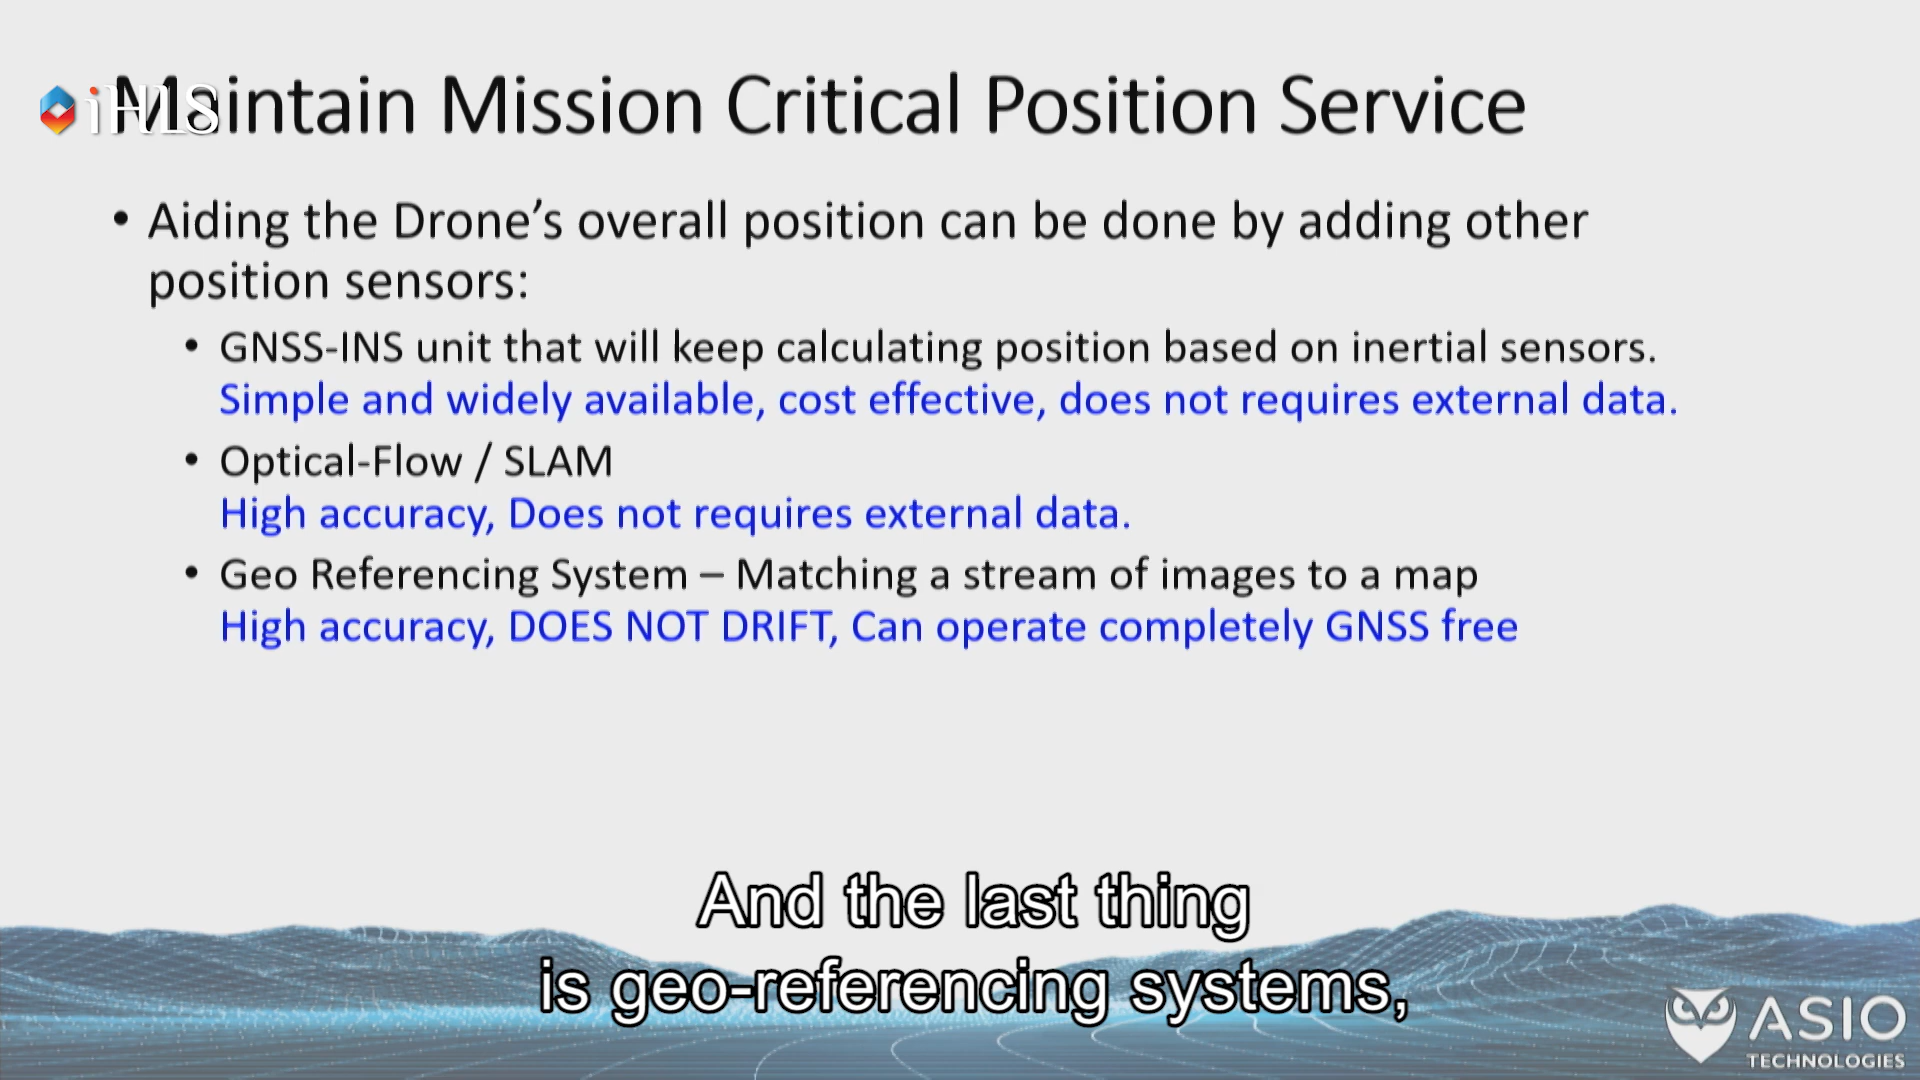 iHLS
Maintain Mission Critical Position Service
• Aiding the Drone’s overall position can be done by adding other
position sensors:
• GNSS-INS unit that will keep calculating position based on inertial sensors.
Simple and widely available, cost effective, does not requires external data.
• Optical-Flow / SLAM
High accuracy, Does not requires external data.
• Geo Referencing System – Matching a stream of images to a map
High accuracy, DOES NOT DRIFT, Can operate completely GNSS free
And the last thing
is geo-referencing systems,
ASIO
TECHNOLOGIES